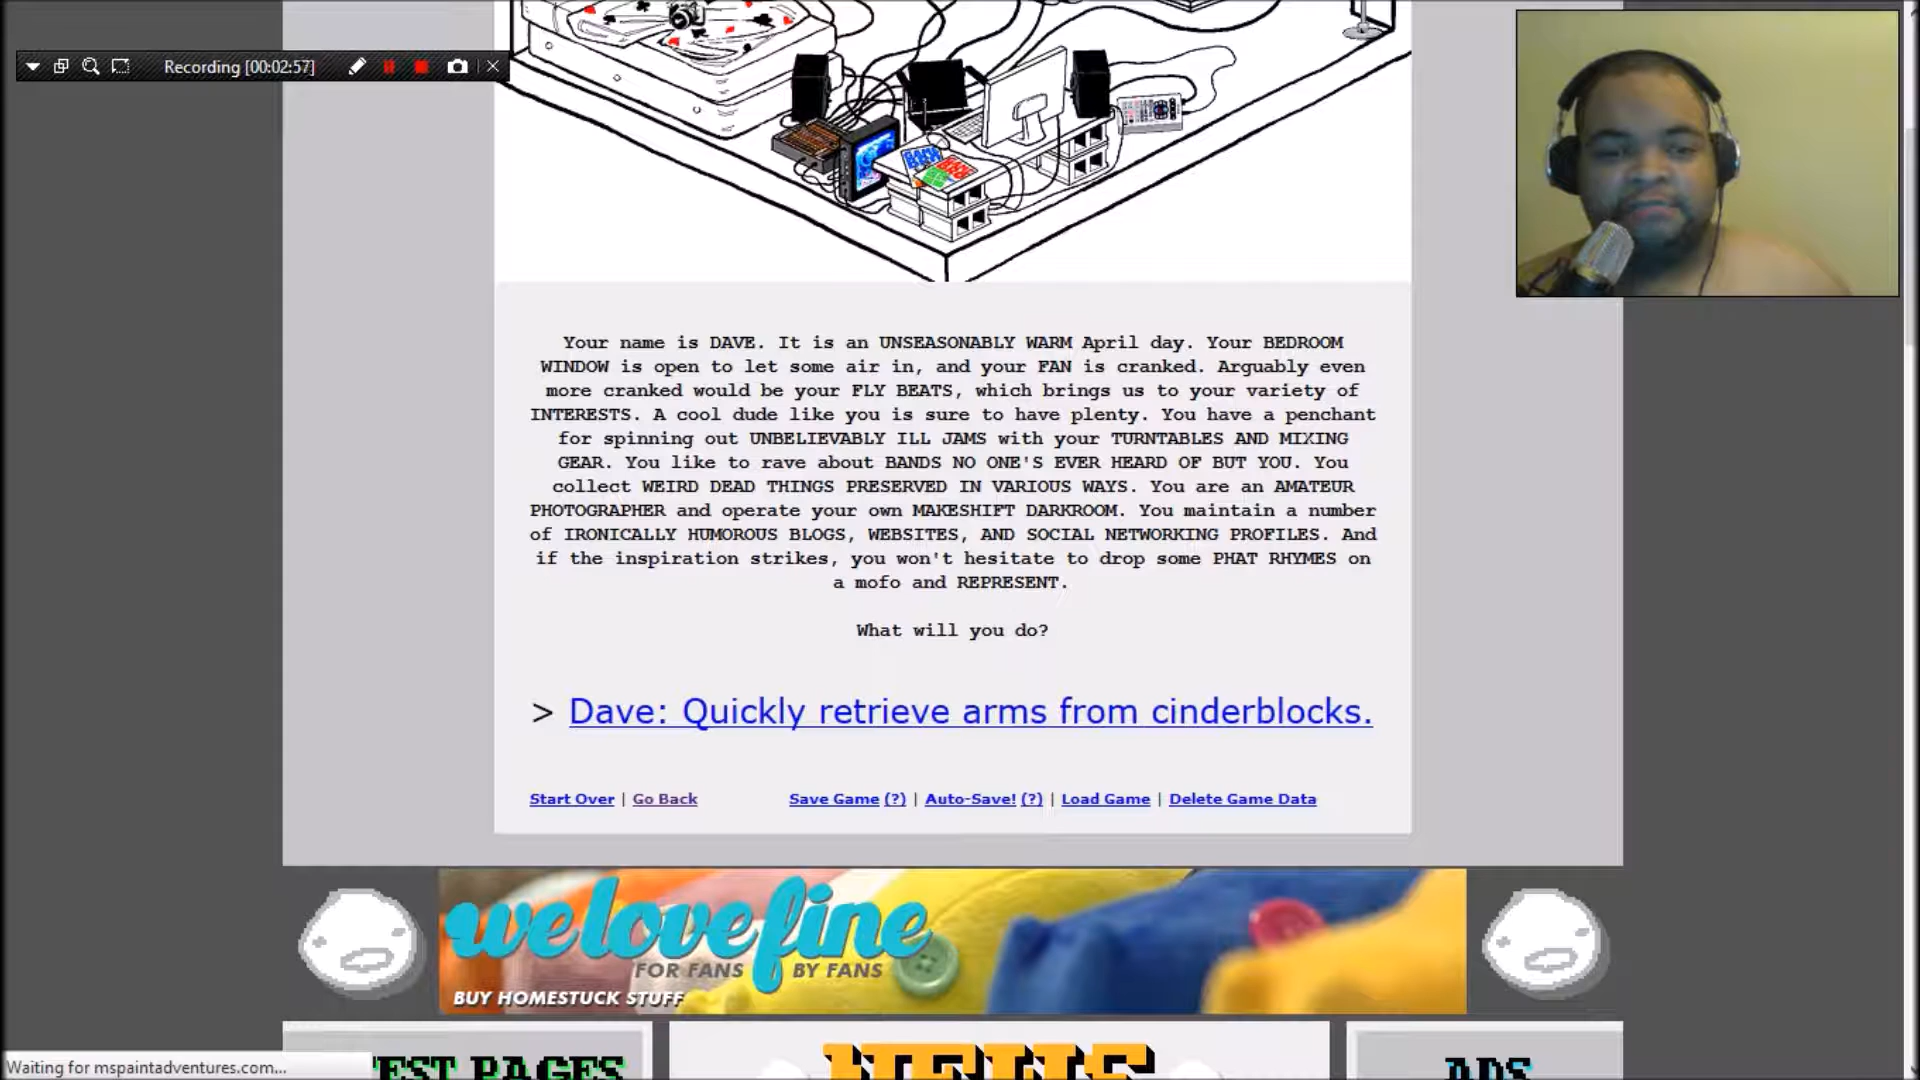 Recording [00:02:57]
Your name is DAVE. It is an UNSEASONABLY WARM April day. Your BEDROOM
WINDOW is open to let some air in, and your FAN is cranked. Arguably even
more cranked would be your FLY BEATS, which brings us to your variety of
INTERESTS. A cool dude like you is sure to have plenty. You have a penchant
for spinning out UNBELIEVABLY ILL JAMS with your TURNTABLES AND MIXING
GEAR. You like to rave about BANDS NO ONE'S EVER HEARD OF BUT YOU. You
collect WEIRD DEAD THINGS PRESERVED IN VARIOUS WAYS. You are an AMATEUR
PHOTOGRAPHER and operate your own MAKESHIFT DARKROOM. You maintain a number
of IRONICALLY HUMOROUS BLOGS, WEBSITES, AND SOCIAL NETWORKING PROFILES. And
if the inspiration strikes, you won't hesitate to drop some PHAT RHYMES on
a mofo and REPRESENT.
What will you do?
> Dave: Quickly retrieve arms from cinderblocks.
Start Over | Go Back Save Game (?) | Auto-Save! (?) | Load Game | Delete Game Data
welovefine
FOR FANS BY FANS
BUY HOMESTUCK STUFF
Waiting for mspaintadventures.com...
PAGES NEWS ADS